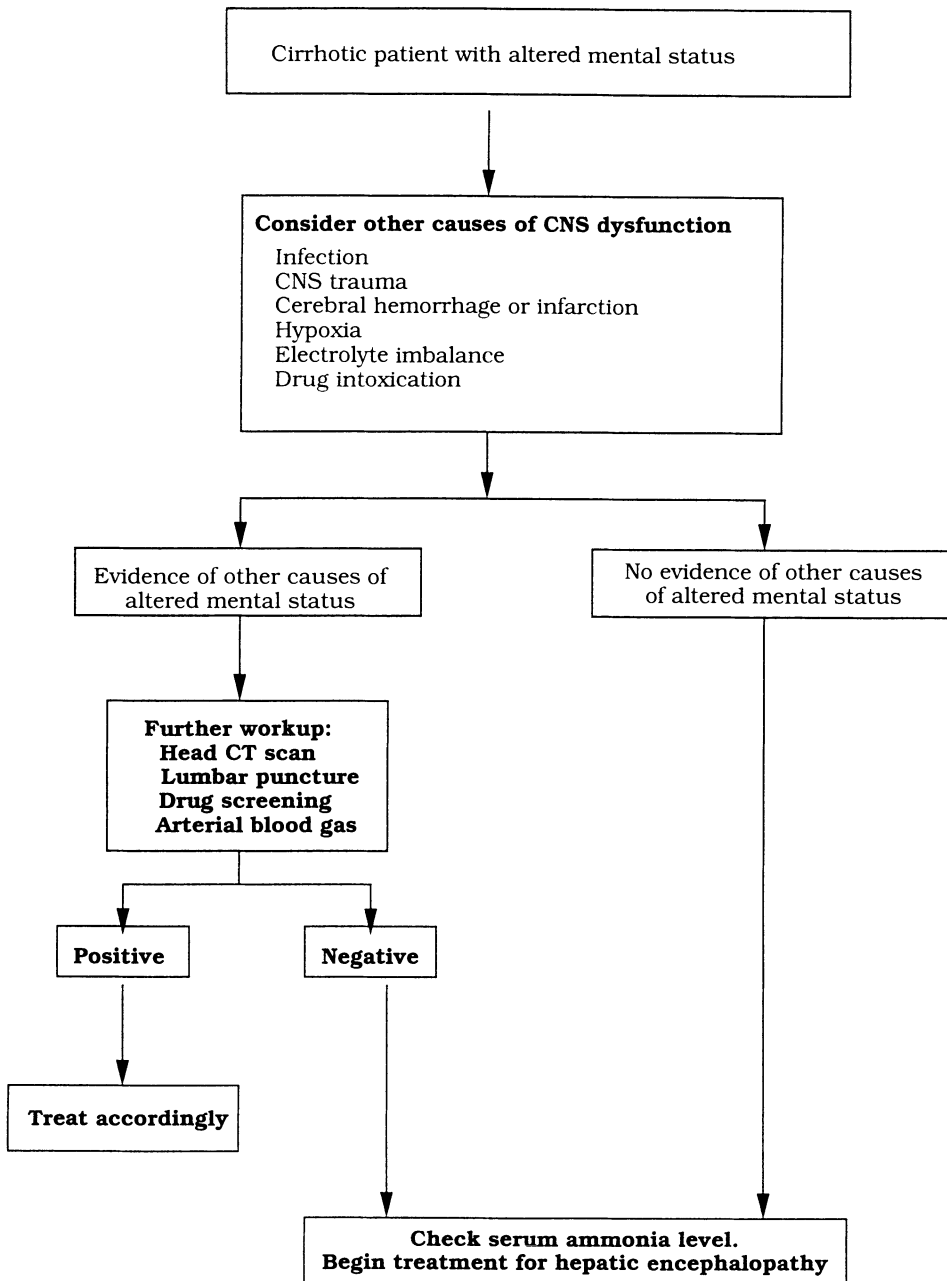 Cirrhotic patient with altered mental status
Consider other causes of CNS dysfunction
Infection
CNS trauma
Cerebral hemorrhage or infarction
Hypoxia
Electrolyte imbalance
Drug intoxication
Evidence of other causes of
altered mental status
No evidence of other causes
of altered mental status
Further workup:
Head CT scan
Lumbar puncture
Drug screening
Arterial blood gas
Positive
Negative
Treat accordingly
Check serum ammonia level.
Begin treatment for hepatic encephalopathy